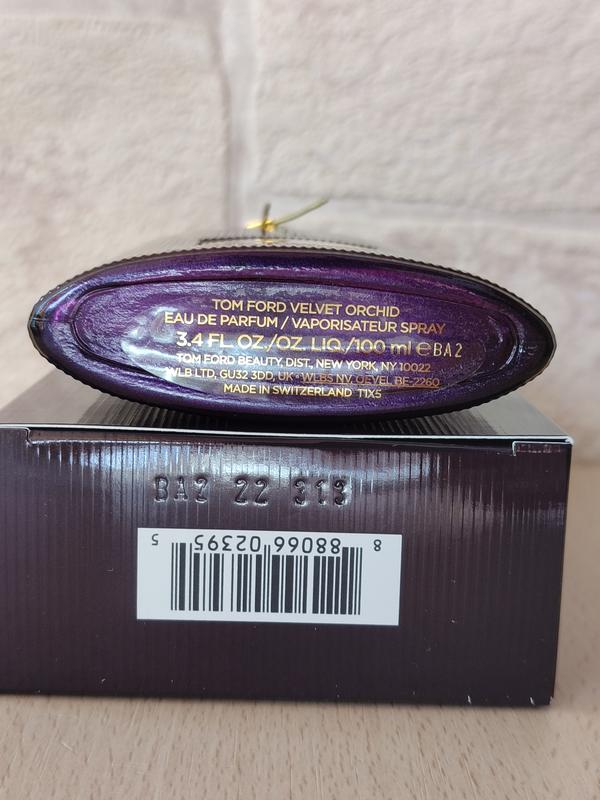 TOM FORD VELVET ORCHID
EAU DE PARFUM / VAPORISATEUR SPRAY
3.4 FL. OZ./OZ. LIQ./100 ml ℮ BA2
TOM FORD BEAUTY, DIST., NEW YORK, NY 10022
WLB LTD, GU32 3DD, UK · WLBS NV, OEVEL BE-2260
MADE IN SWITZERLAND T1X5
BA2 22 313
8 88066 02395 5